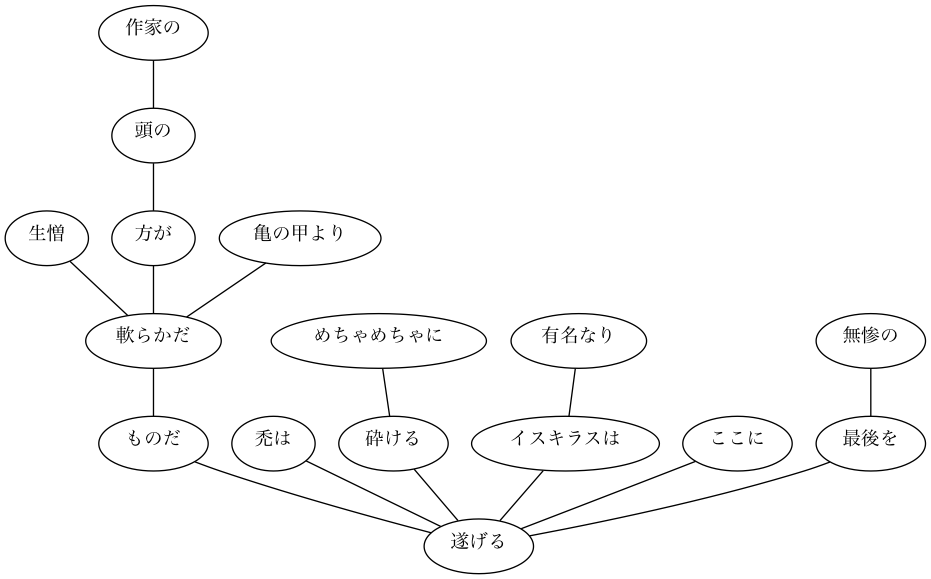 作家の
頭の
生憎
方が
亀の甲より
軟らかだ
めちゃめちゃに
有名なり
無惨の
ものだ
禿は
砕ける
イスキラスは
ここに
最後を
遂げる